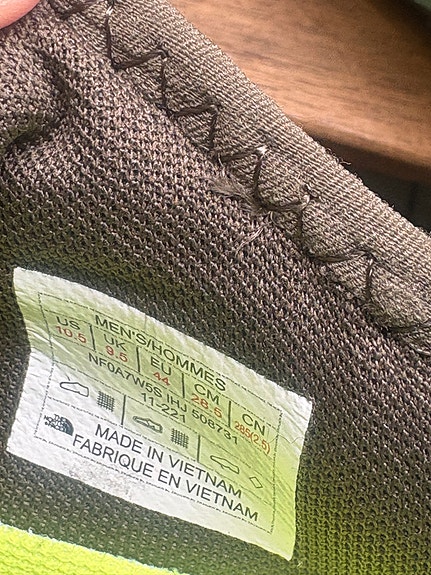 MEN'S/HOMMES
US | UK | EU | CM | CN
10.5 | 9.5 | 44 | 28.5 | 285(2.5)
NF0A7W5S IHJ 508731
11-221
THE NORTH FACE
MADE IN VIETNAM
FABRIQUE EN VIETNAM